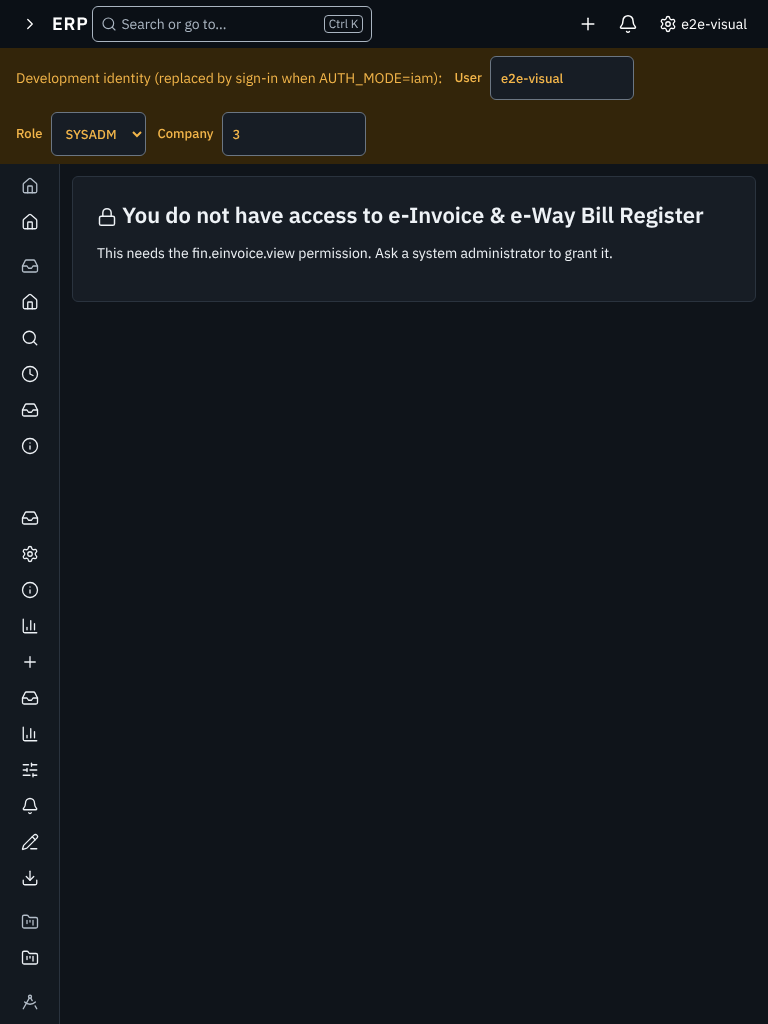 ERP Search or go to... Ctrl K e2e-visual
Development identity (replaced by sign-in when AUTH_MODE=iam): User e2e-visual
Role SYSADM Company 3
You do not have access to e-Invoice & e-Way Bill Register
This needs the fin.einvoice.view permission. Ask a system administrator to grant it.